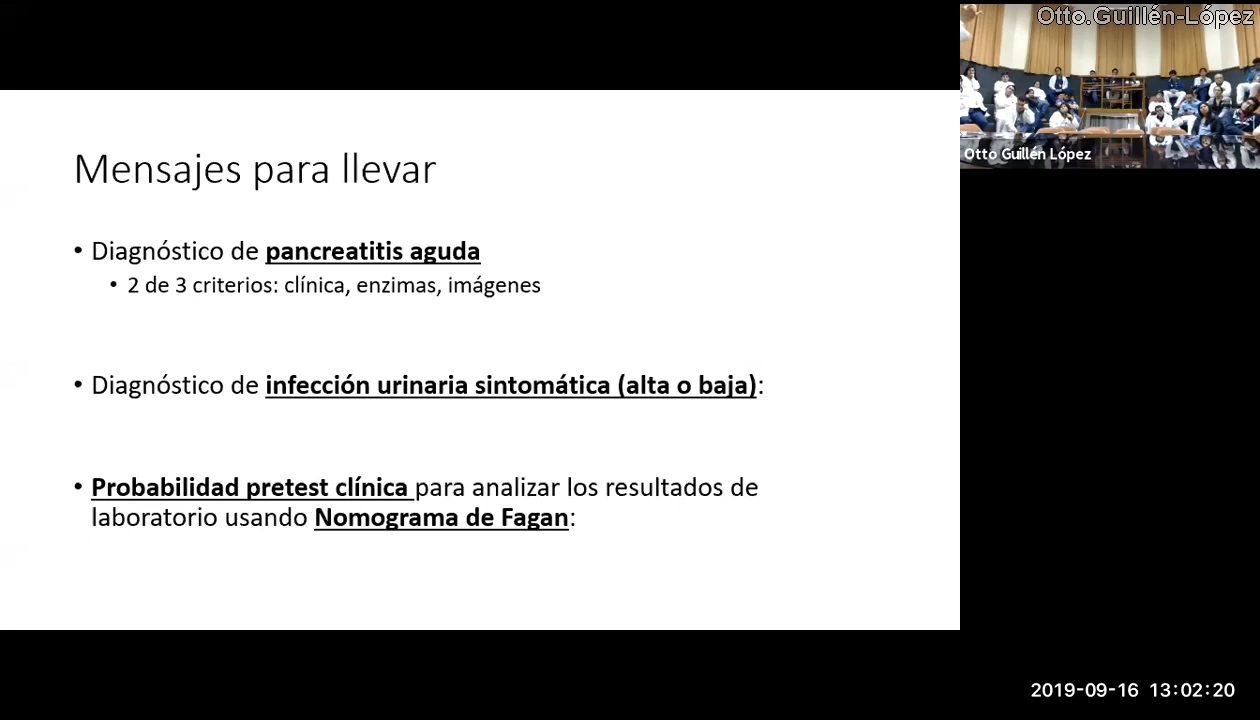 Otto.Guillén-López
Otto Guillén López
Mensajes para llevar
• Diagnóstico de pancreatitis aguda
• 2 de 3 criterios: clínica, enzimas, imágenes
• Diagnóstico de infección urinaria sintomática (alta o baja):
• Probabilidad pretest clínica para analizar los resultados de
laboratorio usando Nomograma de Fagan:
2019-09-16 13:02:20